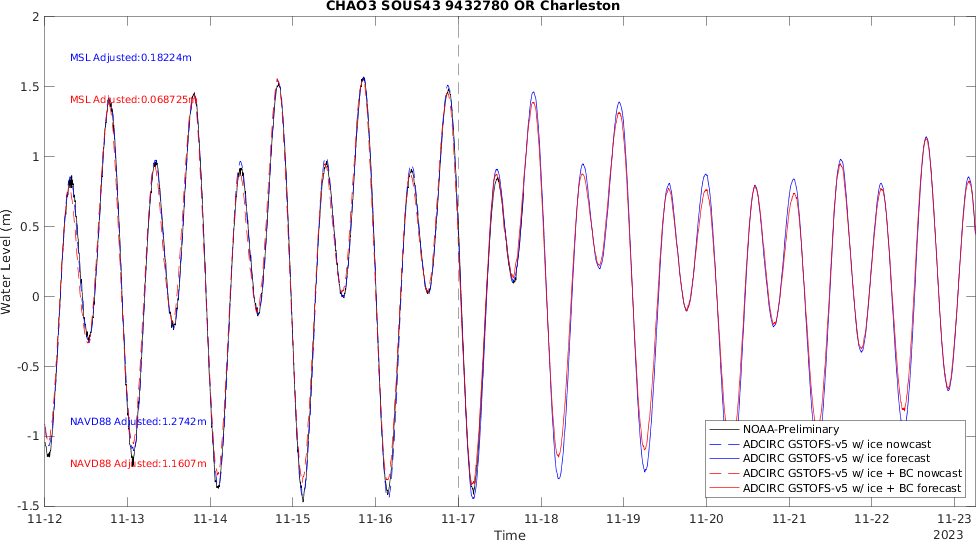 CHAO3 SOUS43 9432780 OR Charleston
2
MSL Adjusted:0.18224m
1.5
MSL Adjusted:0.068725m
1
0.5
Water Level (m)
0
-0.5
NAVD88 Adjusted:1.2742m
-1
NAVD88 Adjusted:1.1607m
-1.5
NOAA-Preliminary
ADCIRC GSTOFS-v5 w/ ice nowcast
ADCIRC GSTOFS-v5 w/ ice forecast
ADCIRC GSTOFS-v5 w/ ice + BC nowcast
ADCIRC GSTOFS-v5 w/ ice + BC forecast
11-12 11-13 11-14 11-15 11-16 11-17 11-18 11-19 11-20 11-21 11-22 11-23
Time
2023